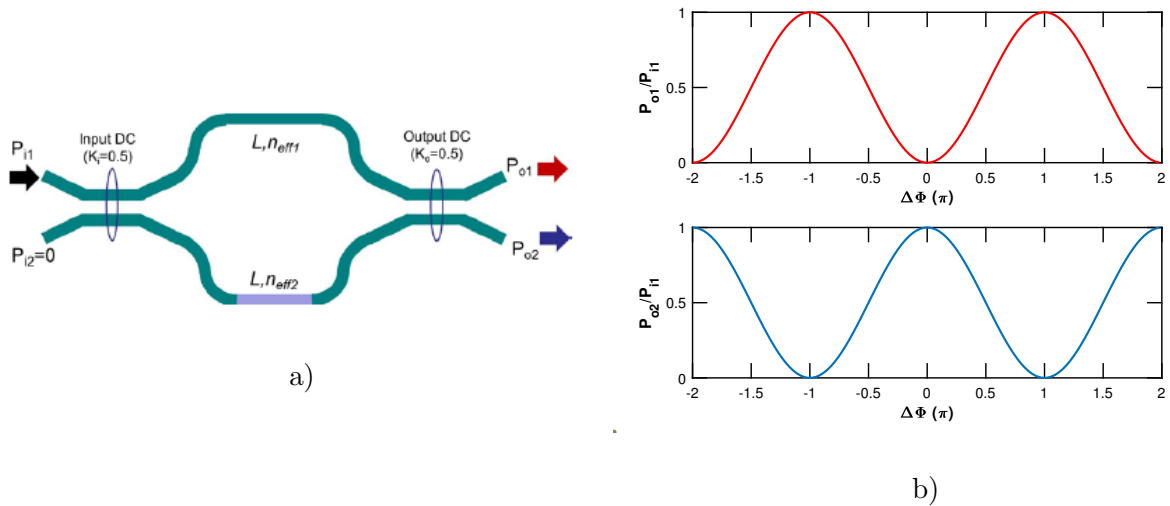 Input DC
(Ki=0.5)
Output DC
(Ko=0.5)
Pi1
L,neff1
Po1
Pi2=0
L,neff2
Po2
a)
Po1/Pi1
1
0.5
0
-2 -1.5 -1 -0.5 0 0.5 1 1.5 2
ΔΦ (π)
Po2/Pi1
1
0.5
0
-2 -1.5 -1 -0.5 0 0.5 1 1.5 2
ΔΦ (π)
b)